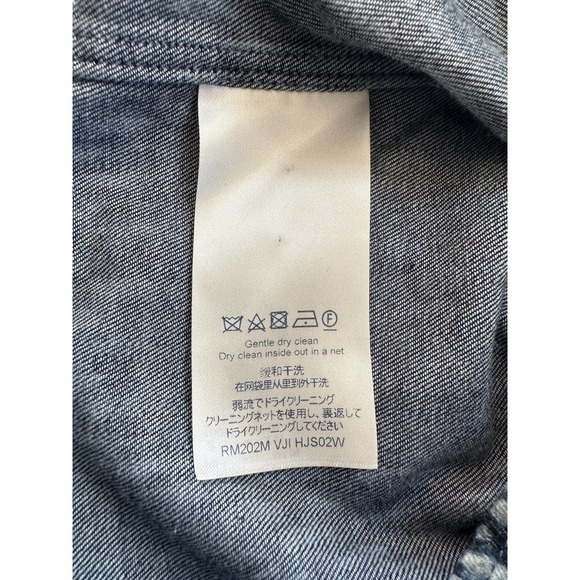 F
Gentle dry clean
Dry clean inside out in a net
缓和干洗
在网袋里从里到外干洗
弱流でドライクリーニング
クリーニングネットを使用し、裏返して
ドライクリーニングしてください
RM202M VJI HJS02W